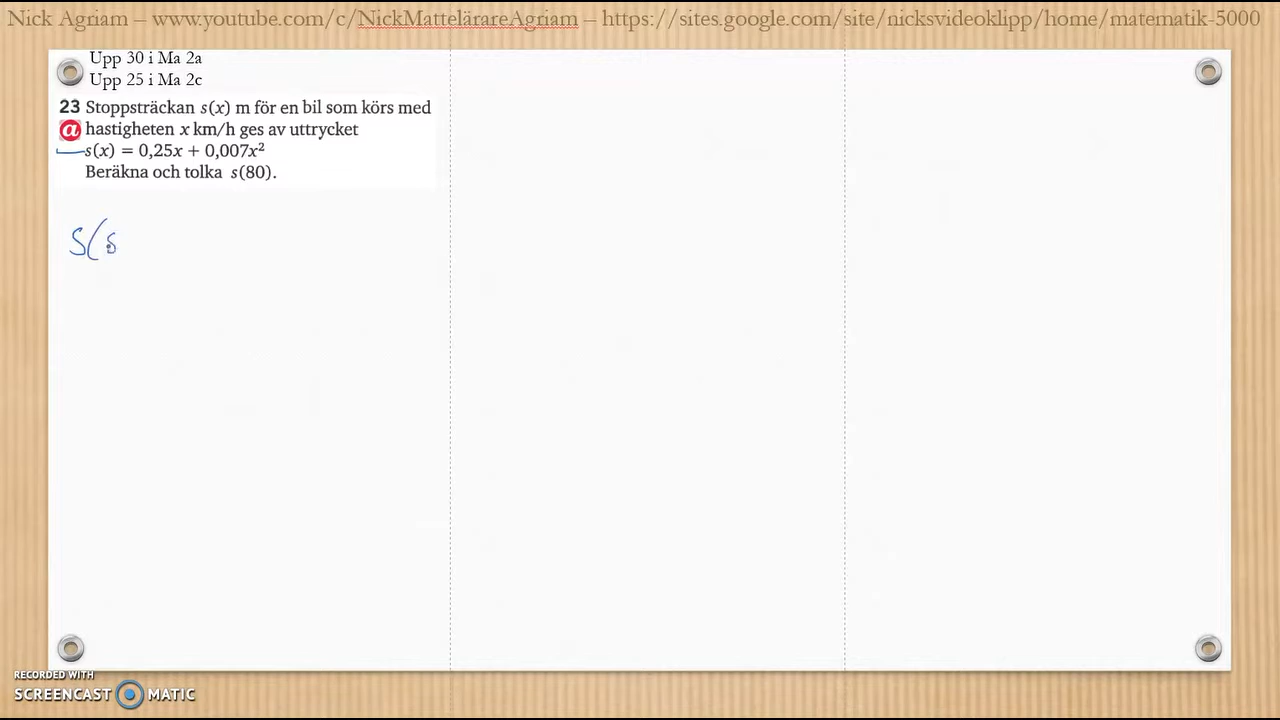 Nick Agriam – www.youtube.com/c/NickMattelärareAgriam – https://sites.google.com/site/nicksvideoklipp/home/matematik-5000
Upp 30 i Ma 2a
Upp 25 i Ma 2c
23 Stoppsträckan s(x) m för en bil som körs med
a hastigheten x km/h ges av uttrycket
s(x) = 0,25x + 0,007x²
Beräkna och tolka s(80).
S(8
RECORDED WITH
SCREENCAST MATIC